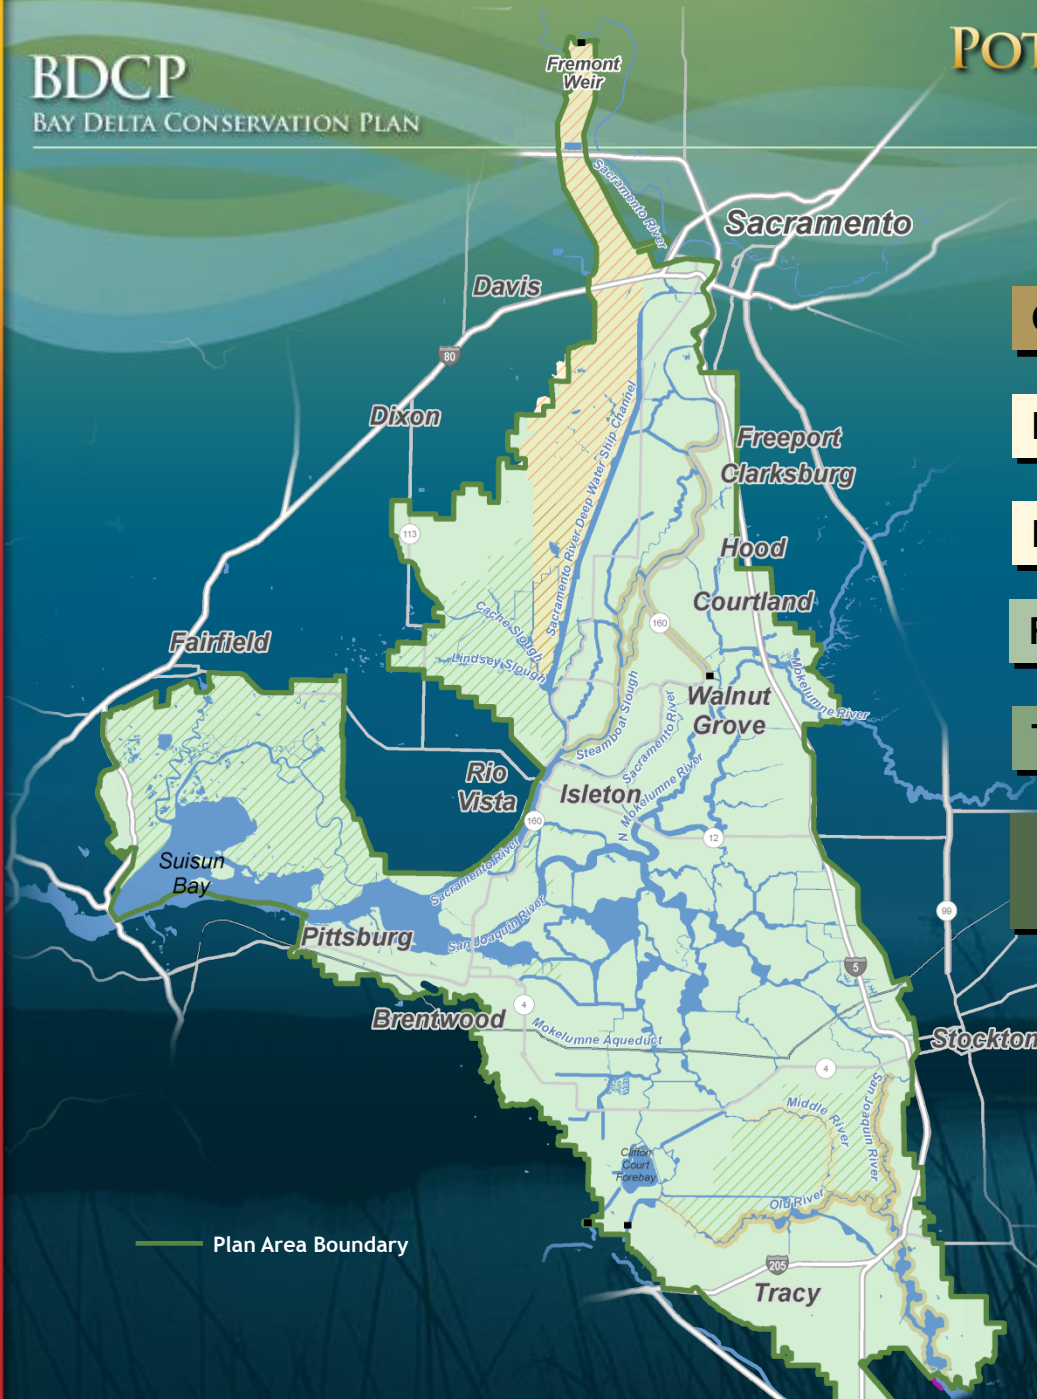 BDCP
BAY DELTA CONSERVATION PLAN
POT
Fremont
Weir
Sacramento River
Sacramento
Davis
80
Dixon
Sacramento River Deep Water Ship Channel
Freeport
Clarksburg
113
Hood
Courtland
Cache Slough
160
Fairfield
Lindsey Slough
Mokelumne River
Walnut
Grove
Steamboat Slough
Sacramento River
Rio
Vista
Isleton
N Mokelumne River
160
12
Suisun
Bay
Sacramento River
San Joaquin River
99
Pittsburg
5
4
Brentwood
Mokelumne Aqueduct
Stockton
4
Middle River
San Joaquin River
Clifton
Court
Forebay
Old River
Plan Area Boundary
205
Tracy